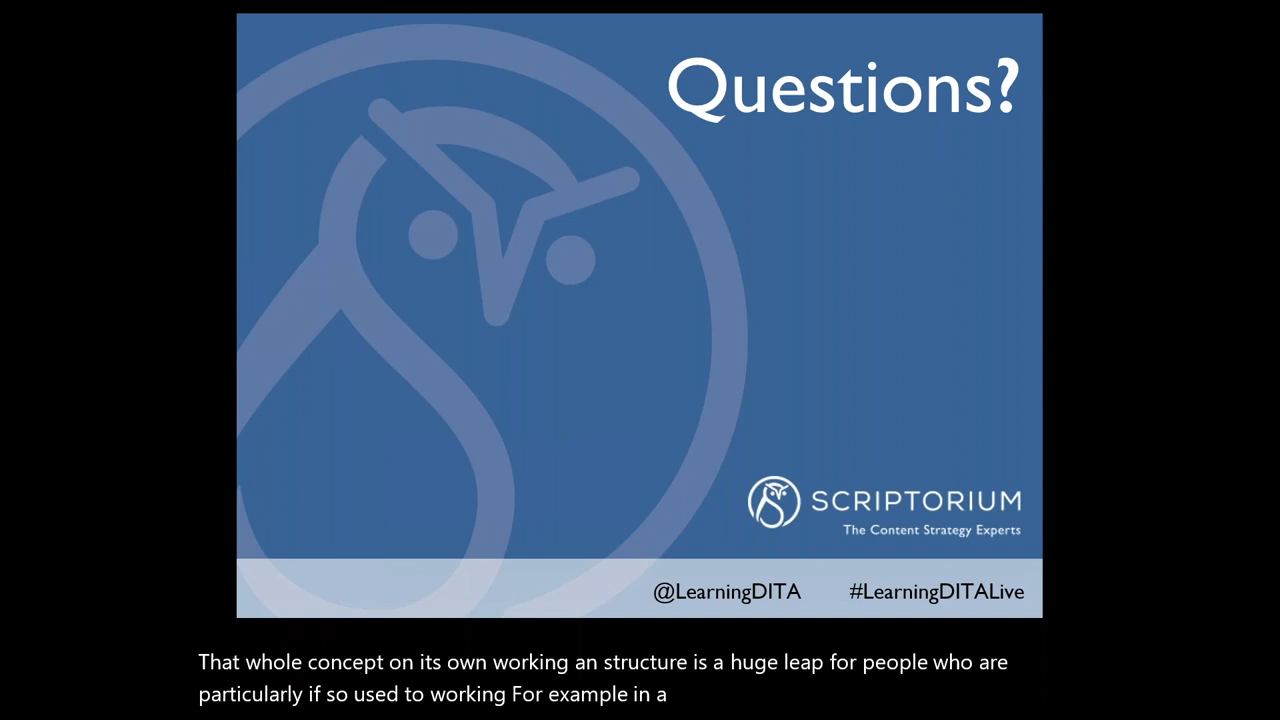 Questions?
SCRIPTORIUM
The Content Strategy Experts
@LearningDITA #LearningDITALive
That whole concept on its own working an structure is a huge leap for people who are
particularly if so used to working For example in a